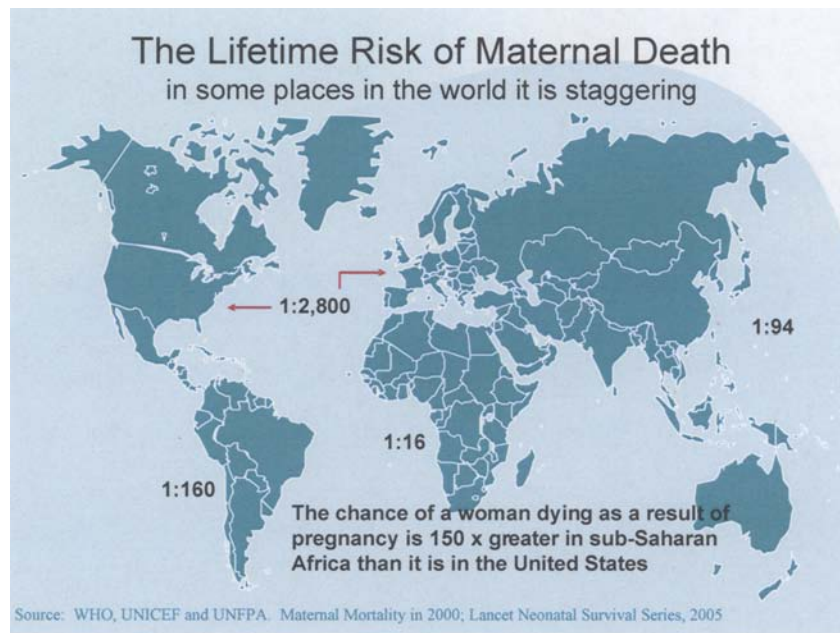 The Lifetime Risk of Maternal Death
in some places in the world it is staggering
1:2,800
1:94
1:16
1:160
The chance of a woman dying as a result of
pregnancy is 150 x greater in sub-Saharan
Africa than it is in the United States
Source: WHO, UNICEF and UNFPA. Maternal Mortality in 2000; Lancet Neonatal Survival Series, 2005